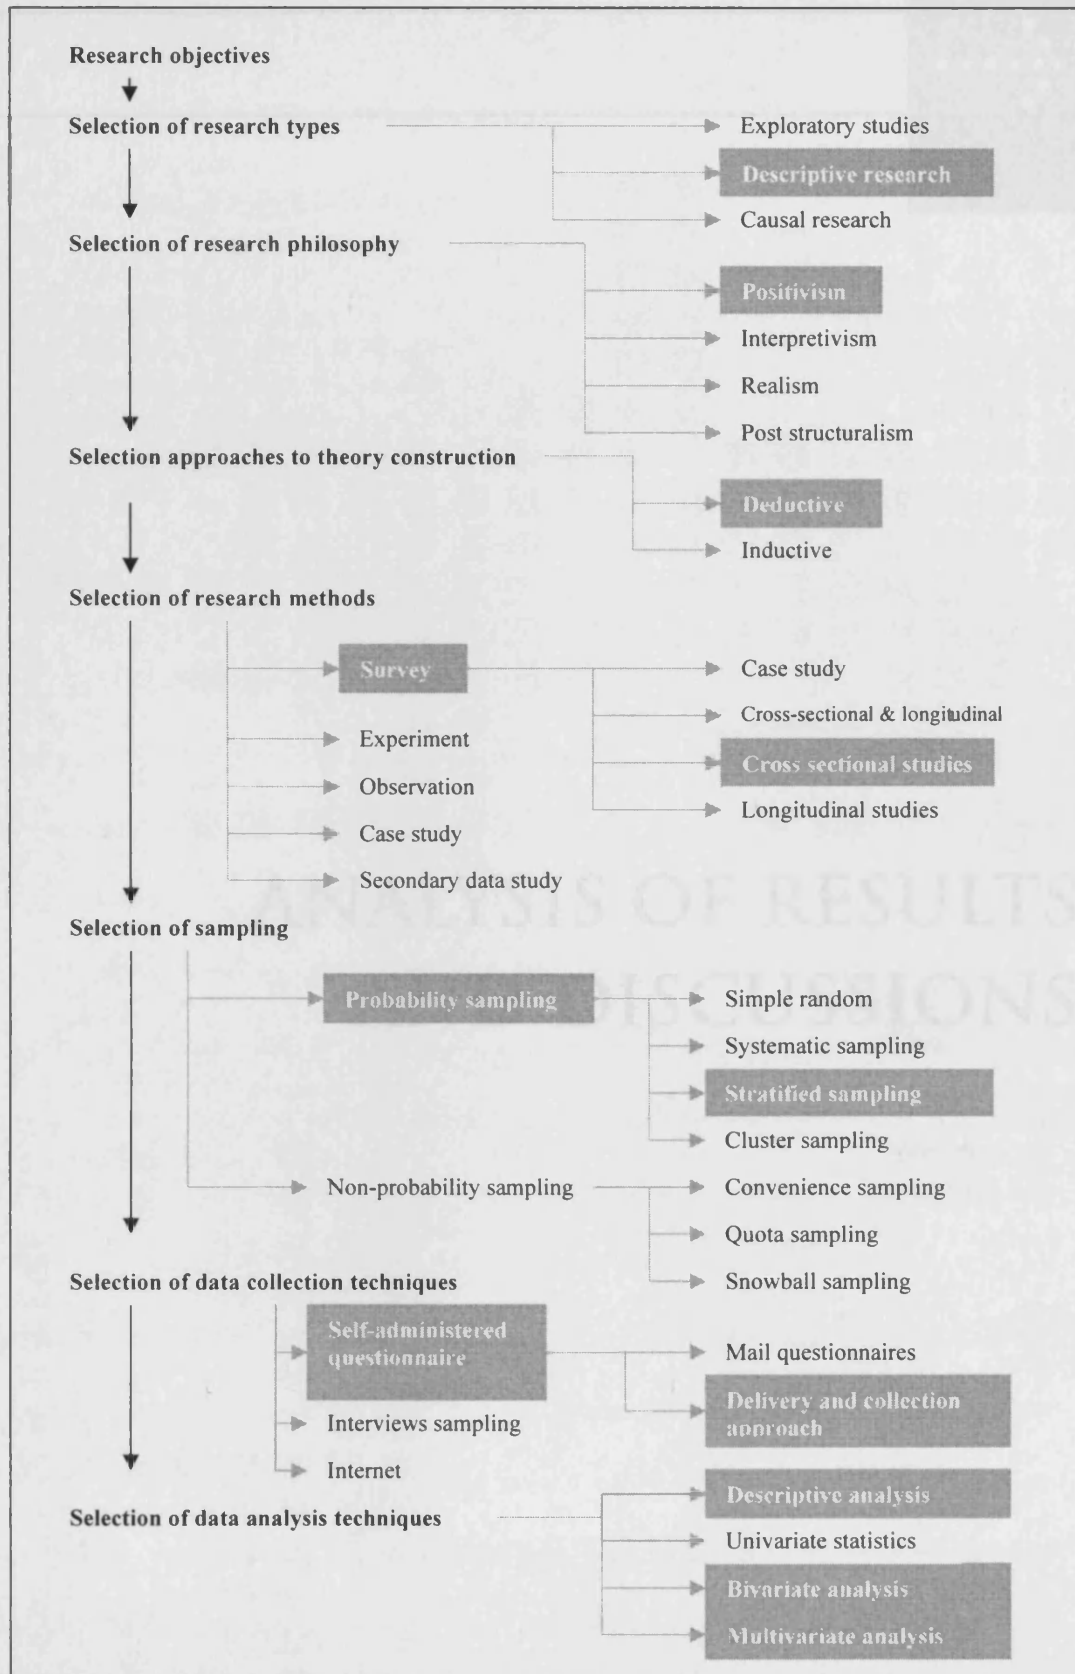 Research objectives
Selection of research types
Exploratory studies
Descriptive research
Causal research
Selection of research philosophy
Positivism
Interpretivism
Realism
Post structuralism
Selection approaches to theory construction
Deductive
Inductive
Selection of research methods
Survey
Case study
Cross-sectional & longitudinal
Cross sectional studies
Longitudinal studies
Experiment
Observation
Case study
Secondary data study
ANALYSIS OF RESULTS
Selection of sampling
Probability sampling
DISCUSSIONS
Simple random
Systematic sampling
Stratified sampling
Cluster sampling
Non-probability sampling
Convenience sampling
Quota sampling
Snowball sampling
Selection of data collection techniques
Self-administered
questionnaire
Mail questionnaires
Delivery and collection
approach
Interviews sampling
Internet
Selection of data analysis techniques
Descriptive analysis
Univariate statistics
Bivariate analysis
Multivariate analysis